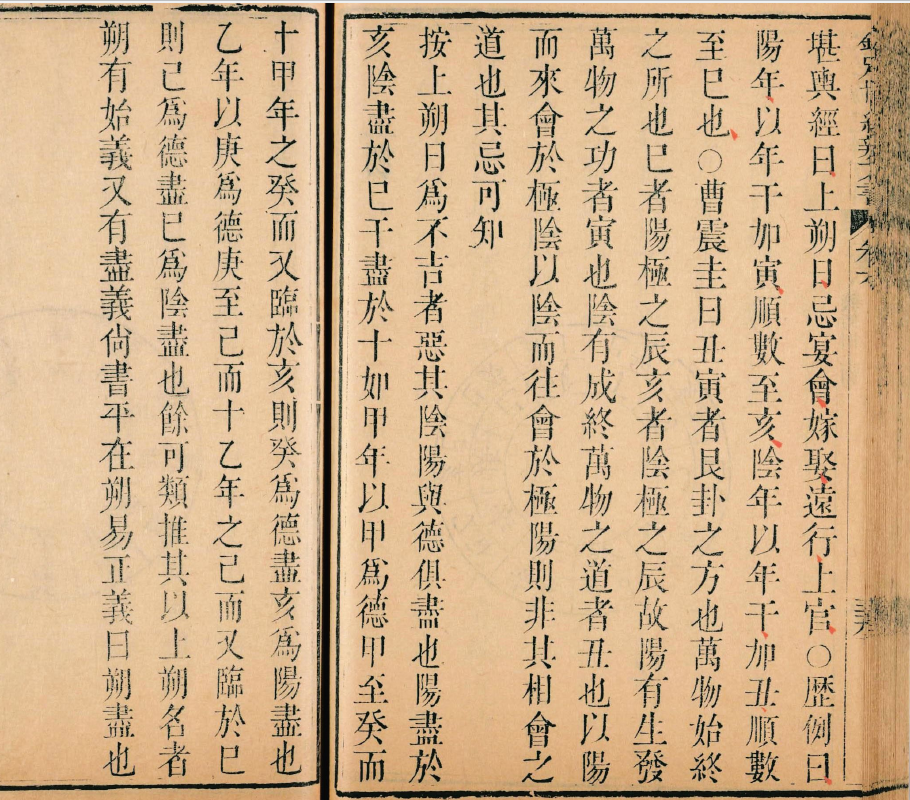 堪輿經曰上朔日忌宴會嫁娶遠行上官○歷例曰
陽年以年干加寅順數至亥陰年以年干加丑順數
至巳也○曹震圭曰丑寅者艮卦之方也萬物始終
之所也巳者陽極之辰亥者陰極之辰故陽有生發
萬物之功者寅也陰有成終萬物之道者丑也以陽
而來會於極陰以陰而往會於極陽則非其相會之
道也其忌可知
按上朔日為不吉者惡其陰陽與德俱盡也陽盡於
亥陰盡於巳干盡於十如甲年以甲為德甲至癸而
十甲年之癸而又臨於亥則癸為德盡亥為陽盡也
乙年以庚為德庚至己而十乙年之己而又臨於巳
則己為德盡巳為陰盡也餘可類推其以上朔名者
朔有始義又有盡義尙書平在朔易正義曰朔盡也